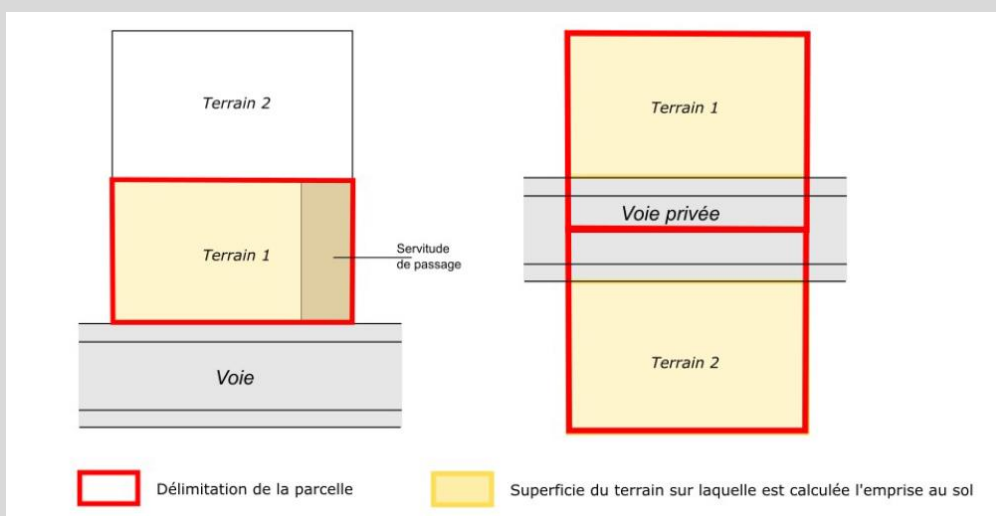 Terrain 2
Terrain 1
Servitude
de passage
Voie
Terrain 1
Voie privée
Terrain 2
Délimitation de la parcelle
Superficie du terrain sur laquelle est calculée l'emprise au sol